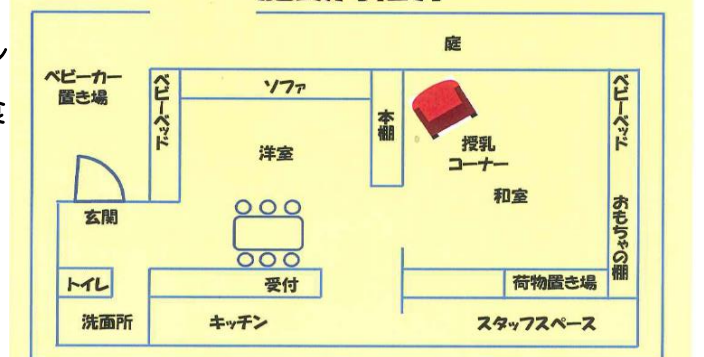 庭
ベビーカー
置き場
ベビーベッド
ソファ
本棚
ベビーベッド
授乳
コーナー
洋室
和室
玄関
おもちゃの棚
トイレ
受付
荷物置き場
洗面所
キッチン
スタッフスペース